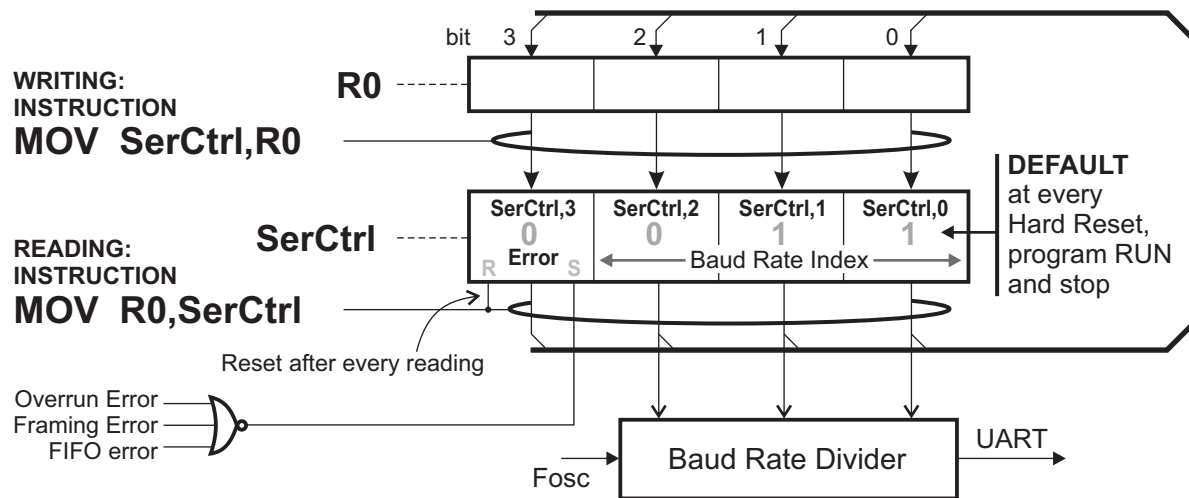 bit 3 2 1 0
WRITING:
INSTRUCTION
MOV SerCtrl,R0
R0
SerCtrl,3 SerCtrl,2 SerCtrl,1 SerCtrl,0
0 0 1 1
Error
R S
Baud Rate Index
SerCtrl
DEFAULT
at every
Hard Reset,
program RUN
and stop
READING:
INSTRUCTION
MOV R0,SerCtrl
Reset after every reading
Overrun Error
Framing Error
FIFO error
Fosc
Baud Rate Divider
UART